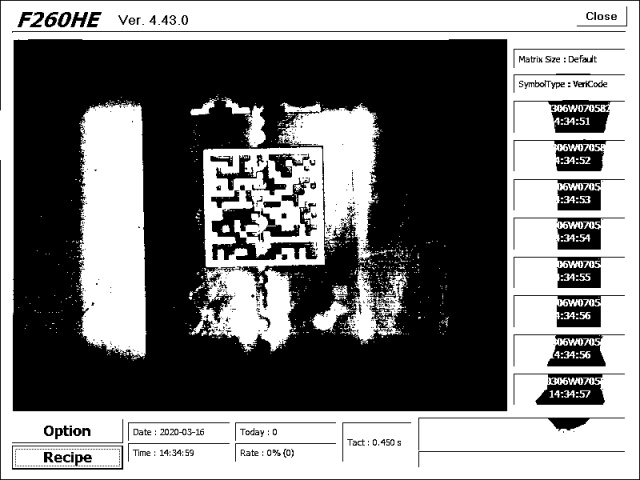 F260HE Ver. 4.43.0
Close
Matrix Size : Default
SymbolType : VeriCode
14:34:51
14:34:52
14:34:53
14:34:54
14:34:55
14:34:56
14:34:56
14:34:57
Option
Recipe
Date : 2020-03-16
Time : 14:34:59
Today : 0
Rate : 0% (0)
Tact : 0.450 s